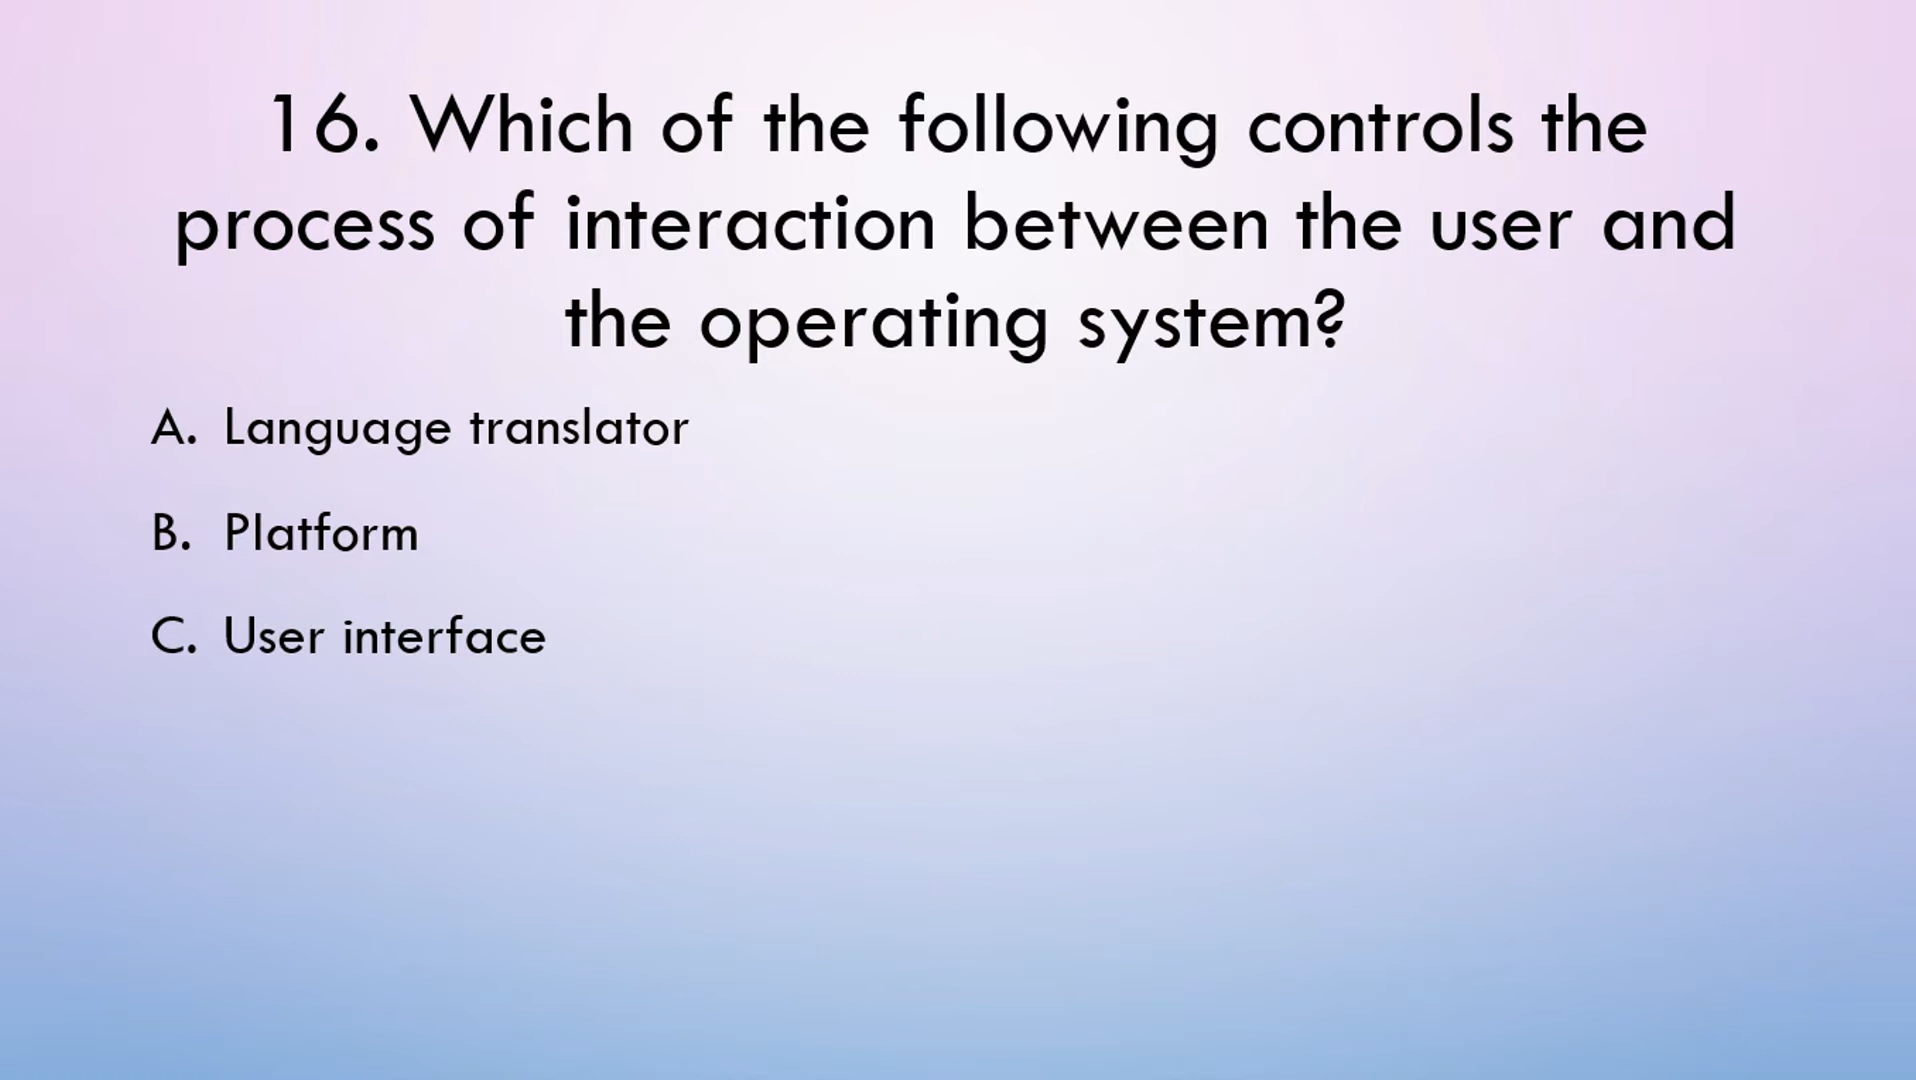 16. Which of the following controls the
process of interaction between the user and
the operating system?
A. Language translator
B. Platform
C. User interface